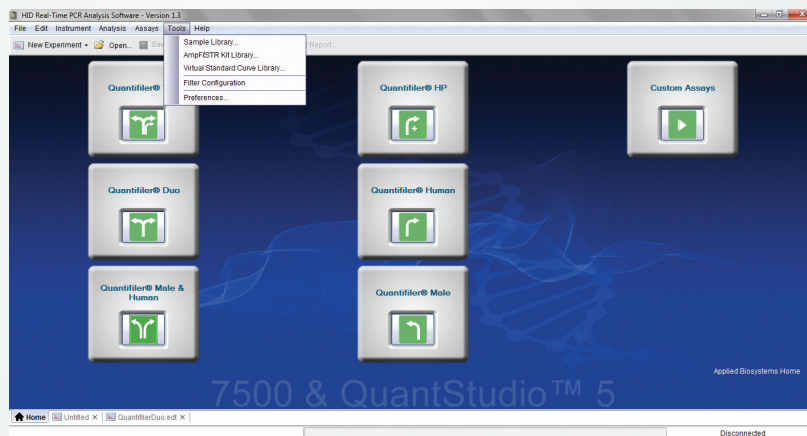 HID Real-Time PCR Analysis Software - Version 1.3
File Edit Instrument Analysis Assays Tools Help
New Experiment Open... Sav Report...
Sample Library...
AmpFℓSTR Kit Library...
Virtual Standard Curve Library...
Filter Configuration
Preferences...
Quantifiler®
Quantifiler® HP
Custom Assays
Quantifiler® Duo
Quantifiler® Human
Quantifiler® Male &
Human
Quantifiler® Male
Applied Biosystems Home
7500 & QuantStudio™ 5
Home Untitled × QuantifilerDuo.edt ×
Disconnected